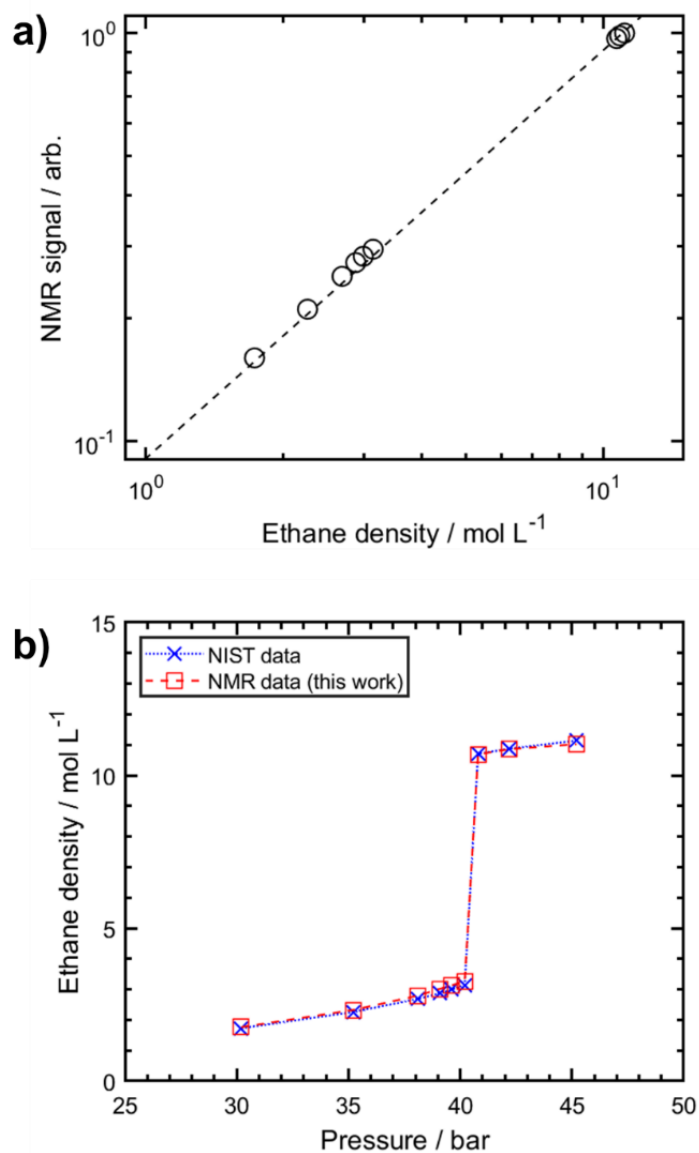 a)
10⁰
NMR signal / arb.
10⁻¹
10⁰
10¹
Ethane density / mol L⁻¹
b)
15
NIST data
NMR data (this work)
10
Ethane density / mol L⁻¹
5
0
25
30
35
40
45
50
Pressure / bar